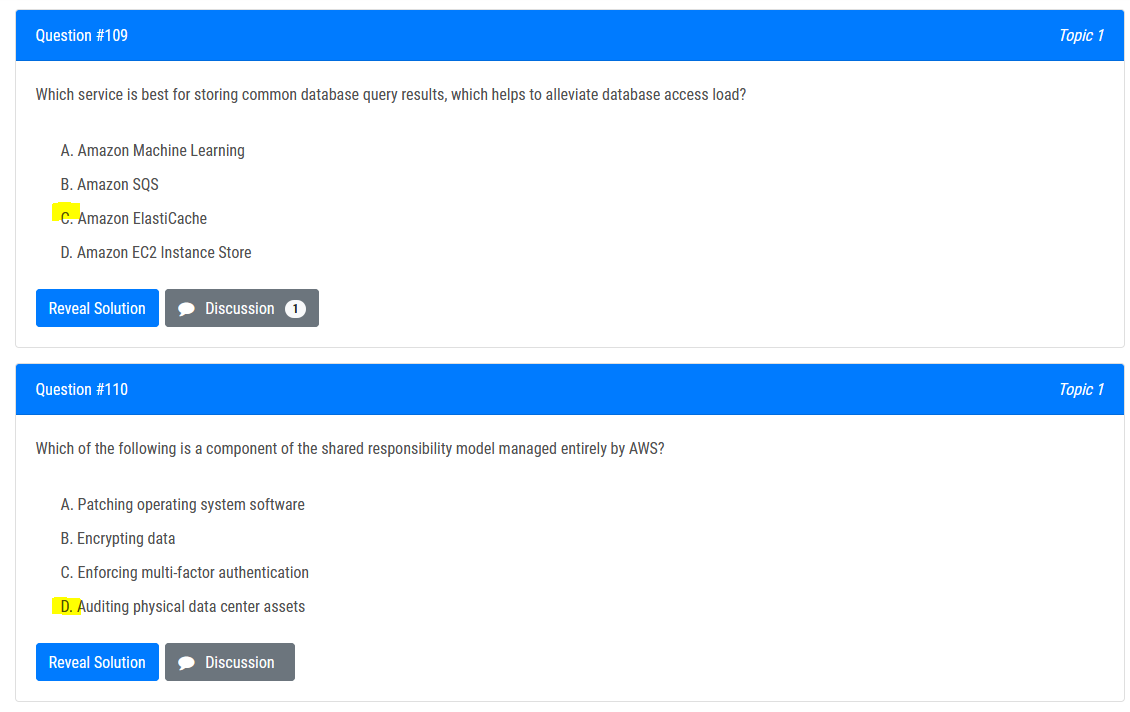 Question #109 Topic 1
Which service is best for storing common database query results, which helps to alleviate database access load?
A. Amazon Machine Learning
B. Amazon SQS
C. Amazon ElastiCache
D. Amazon EC2 Instance Store
Reveal Solution Discussion 1
Question #110 Topic 1
Which of the following is a component of the shared responsibility model managed entirely by AWS?
A. Patching operating system software
B. Encrypting data
C. Enforcing multi-factor authentication
D. Auditing physical data center assets
Reveal Solution Discussion